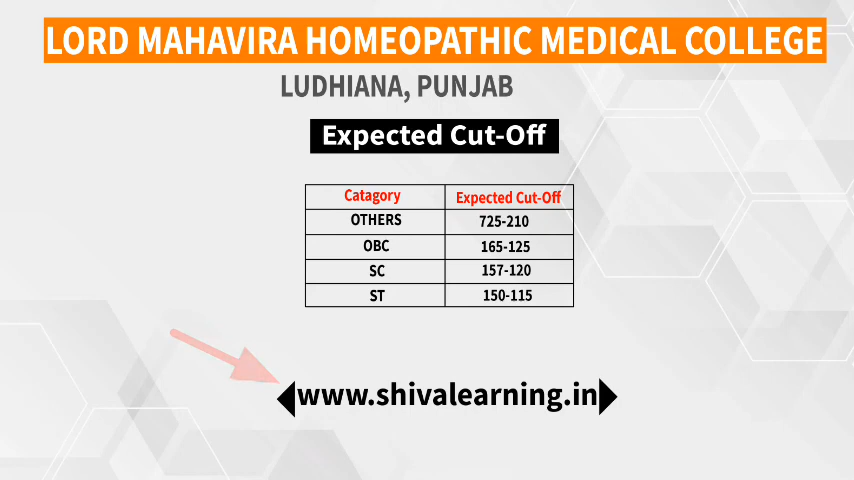 LORD MAHAVIRA HOMEOPATHIC MEDICAL COLLEGE
LUDHIANA, PUNJAB
Expected Cut-Off
Catagory Expected Cut-Off
OTHERS 725-210
OBC 165-125
SC 157-120
ST 150-115
www.shivalearning.in